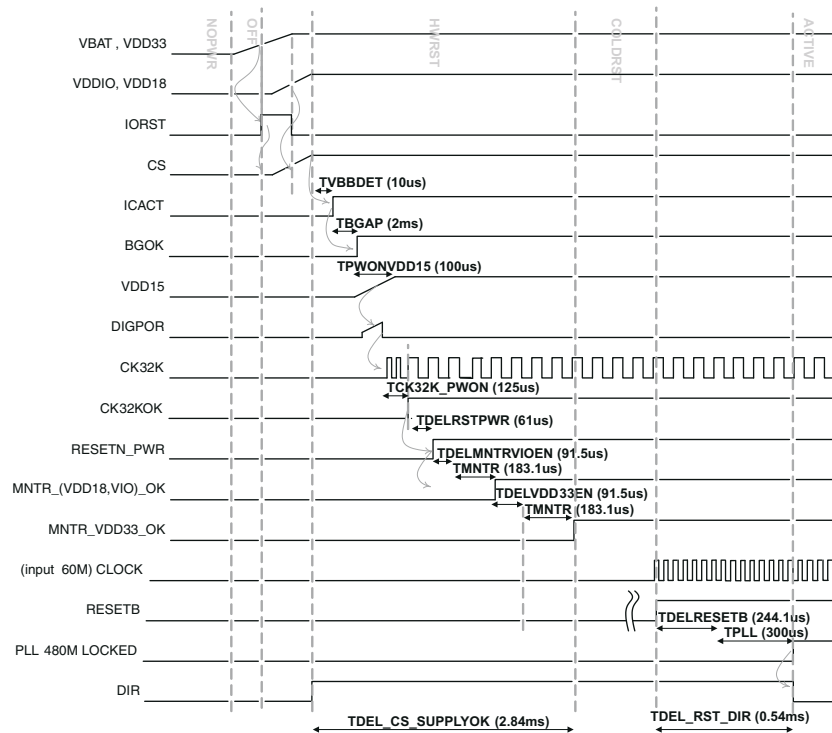 NOPWR
OFF
HWRST
COLDRST
ACTIVE
VBAT , VDD33
VDDIO, VDD18
IORST
CS
TVBBDET (10us)
ICACT
TBGAP (2ms)
BGOK
TPWONVDD15 (100us)
VDD15
DIGPOR
CK32K
TCK32K_PWON (125us)
CK32KOK
TDELRSTPWR (61us)
RESETN_PWR
TDELMNTRVIOEN (91.5us)
TMNTR (183.1us)
MNTR_(VDD18,VIO)_OK
TDELVDD33EN (91.5us)
TMNTR (183.1us)
MNTR_VDD33_OK
(input 60M) CLOCK
RESETB
TDELRESETB (244.1us)
TPLL (300us)
PLL 480M LOCKED
DIR
TDEL_CS_SUPPLYOK (2.84ms)
TDEL_RST_DIR (0.54ms)